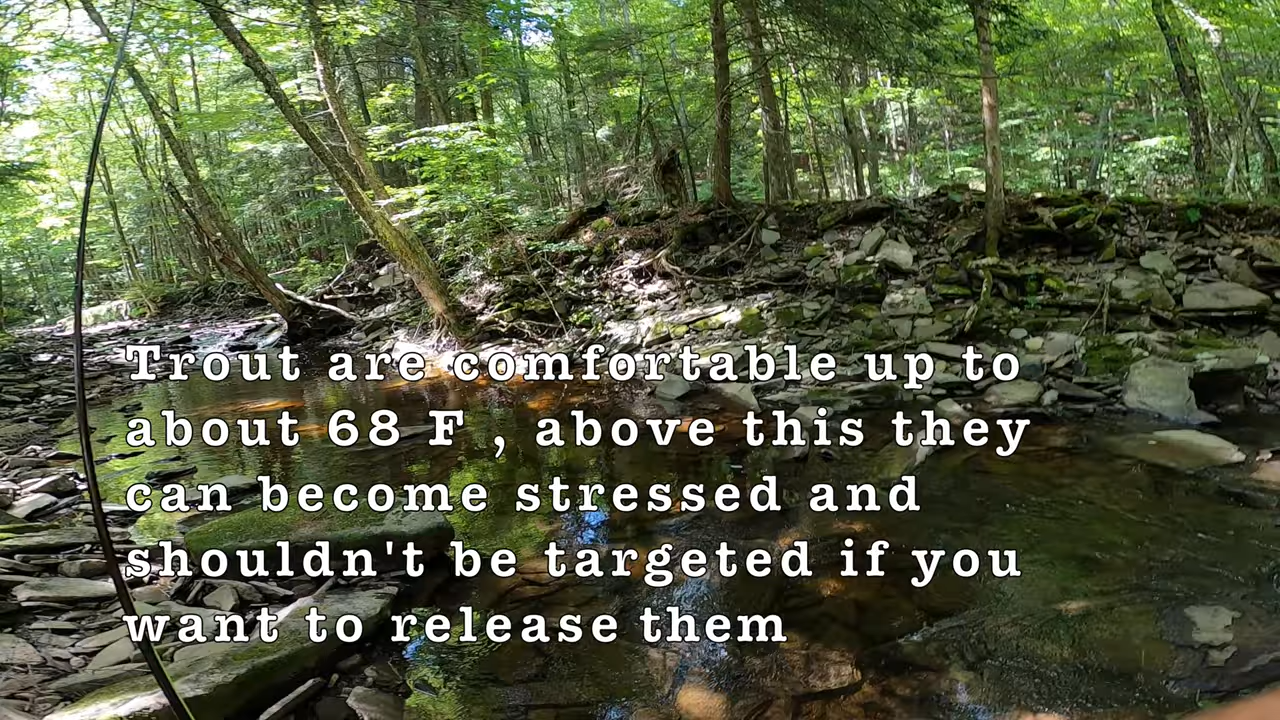 Trout are comfortable up to
about 68 F , above this they
can become stressed and
shouldn't be targeted if you
want to release them